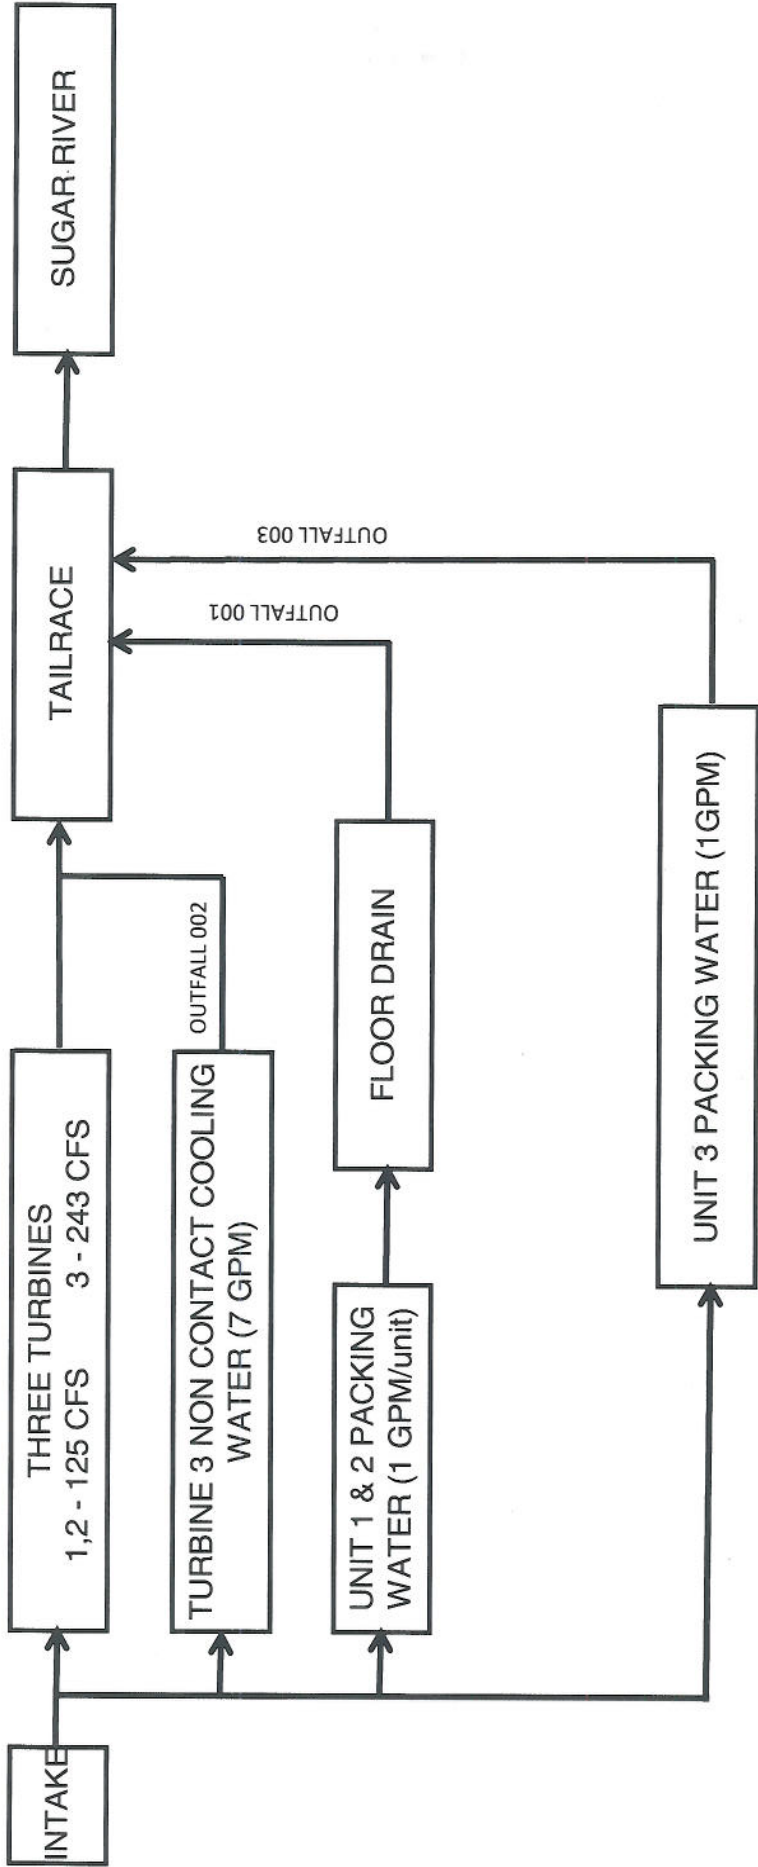 INTAKE
THREE TURBINES
1,2 - 125 CFS 3 - 243 CFS
TURBINE 3 NON CONTACT COOLING
WATER (7 GPM)
OUTFALL 002
UNIT 1 & 2 PACKING
WATER (1 GPM/unit)
FLOOR DRAIN
UNIT 3 PACKING WATER (1GPM)
OUTFALL 001
OUTFALL 003
TAILRACE
SUGAR RIVER